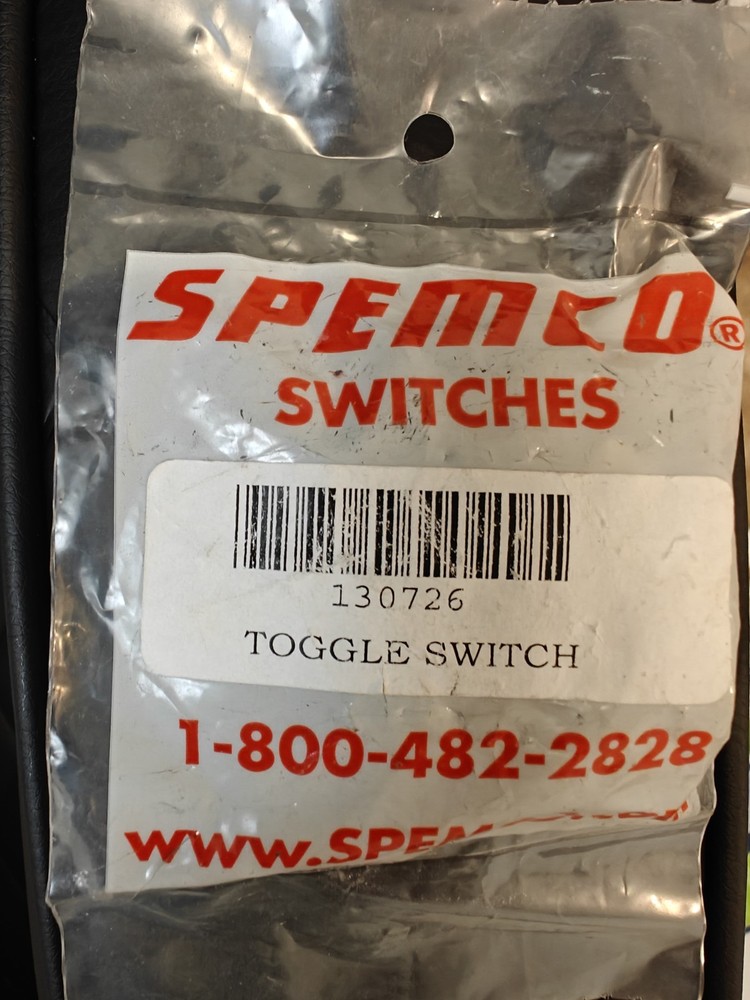 SPEMCO®
SWITCHES
130726
TOGGLE SWITCH
1-800-482-2828